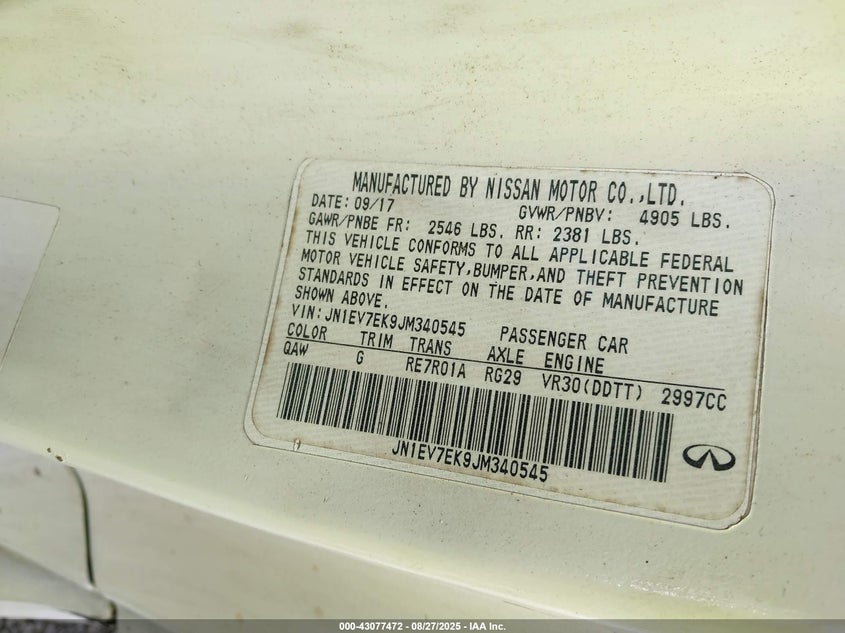 MANUFACTURED BY NISSAN MOTOR CO.,LTD.
DATE: 09/17 GVWR/PNBV: 4905 LBS.
GAWR/PNBE FR: 2546 LBS. RR: 2381 LBS.
THIS VEHICLE CONFORMS TO ALL APPLICABLE FEDERAL
MOTOR VEHICLE SAFETY,BUMPER,AND THEFT PREVENTION
STANDARDS IN EFFECT ON THE DATE OF MANUFACTURE
SHOWN ABOVE.
VIN:JN1EV7EK9JM340545 PASSENGER CAR
COLOR TRIM TRANS AXLE ENGINE
QAW G RE7R01A RG29 VR30(DDTT) 2997CC
JN1EV7EK9JM340545
000-43077472 - 08/27/2025 - IAA Inc.